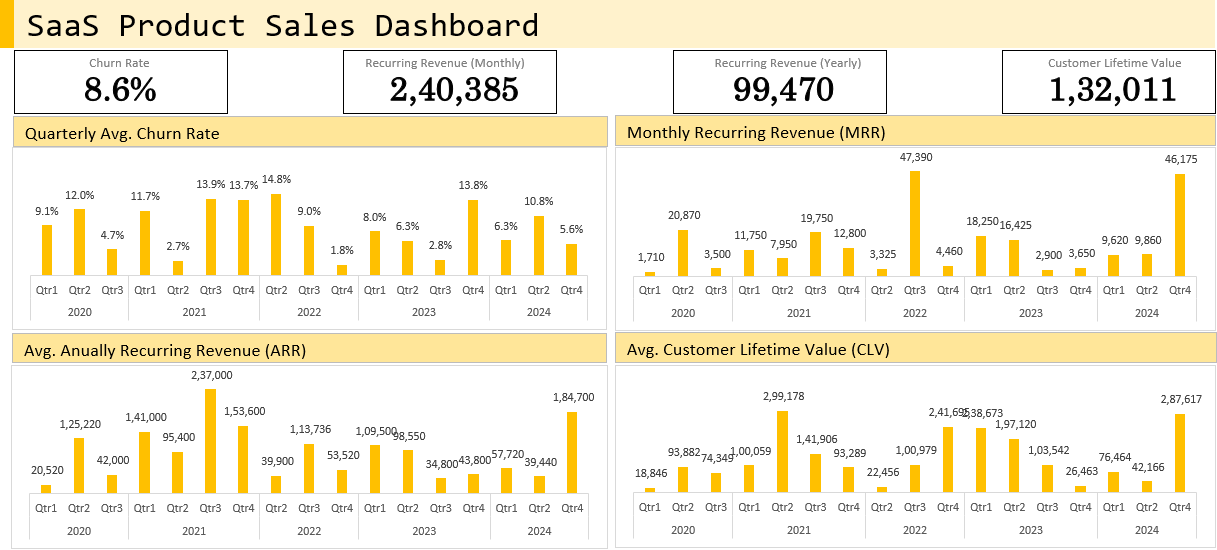 SaaS Product Sales Dashboard
Churn Rate
8.6%
Recurring Revenue (Monthly)
2,40,385
Recurring Revenue (Yearly)
99,470
Customer Lifetime Value
1,32,011
Quarterly Avg. Churn Rate
9.1% 12.0% 4.7% 11.7% 2.7% 13.9% 13.7% 14.8% 9.0% 1.8% 8.0% 6.3% 2.8% 13.8% 6.3% 10.8% 5.6%
Qtr1 Qtr2 Qtr3 Qtr1 Qtr2 Qtr3 Qtr4 Qtr2 Qtr3 Qtr4 Qtr1 Qtr2 Qtr3 Qtr4 Qtr1 Qtr2 Qtr4
2020 2021 2022 2023 2024
Monthly Recurring Revenue (MRR)
1,710 20,870 3,500 11,750 7,950 19,750 12,800 3,325 47,390 4,460 18,250 16,425 2,900 3,650 9,620 9,860 46,175
Qtr1 Qtr2 Qtr3 Qtr1 Qtr2 Qtr3 Qtr4 Qtr2 Qtr3 Qtr4 Qtr1 Qtr2 Qtr3 Qtr4 Qtr1 Qtr2 Qtr4
2020 2021 2022 2023 2024
Avg. Anually Recurring Revenue (ARR)
20,520 1,25,220 42,000 1,41,000 95,400 2,37,000 1,53,600 39,900 1,13,736 53,520 1,09,500 98,550 34,800 43,800 57,720 39,440 1,84,700
Qtr1 Qtr2 Qtr3 Qtr1 Qtr2 Qtr3 Qtr4 Qtr2 Qtr3 Qtr4 Qtr1 Qtr2 Qtr3 Qtr4 Qtr1 Qtr2 Qtr4
2020 2021 2022 2023 2024
Avg. Customer Lifetime Value (CLV)
18,846 93,882 74,349 1,00,059 2,99,178 1,41,906 93,289 22,456 1,00,979 2,41,695 2,38,673 1,97,120 1,03,542 26,463 76,464 42,166 2,87,617
Qtr1 Qtr2 Qtr3 Qtr1 Qtr2 Qtr3 Qtr4 Qtr2 Qtr3 Qtr4 Qtr1 Qtr2 Qtr3 Qtr4 Qtr1 Qtr2 Qtr4
2020 2021 2022 2023 2024